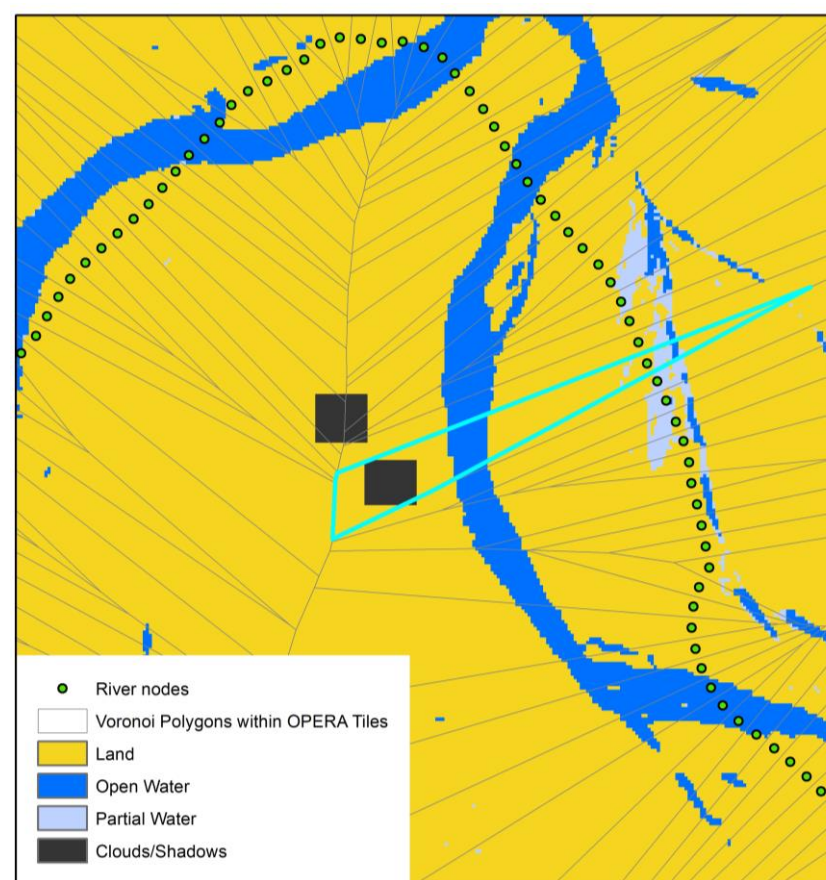 River nodes
Voronoi Polygons within OPERA Tiles
Land
Open Water
Partial Water
Clouds/Shadows